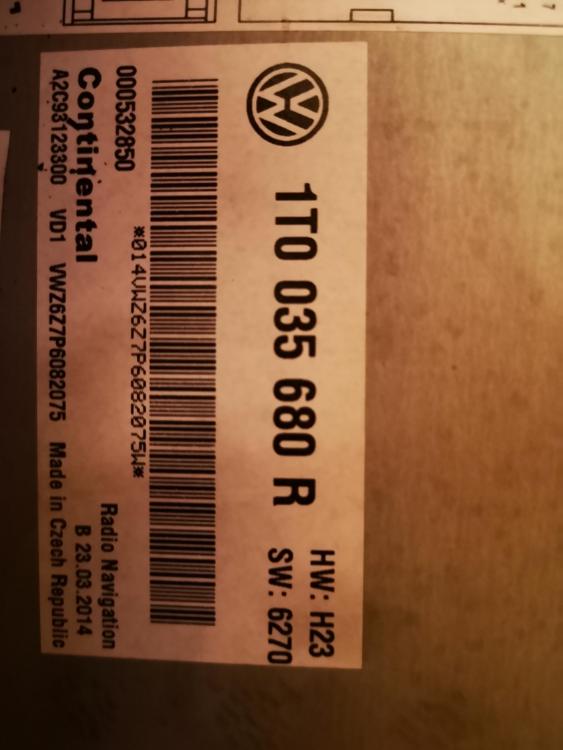 1T0 035 680 R
HW: H23
SW: 6270
*014VWZ6Z7P6082075W*
000532850
Radio Navigation
B 23.03.2014
Continental
A2C93123300 VD1 VWZ6Z7P6082075 Made in Czech Republic